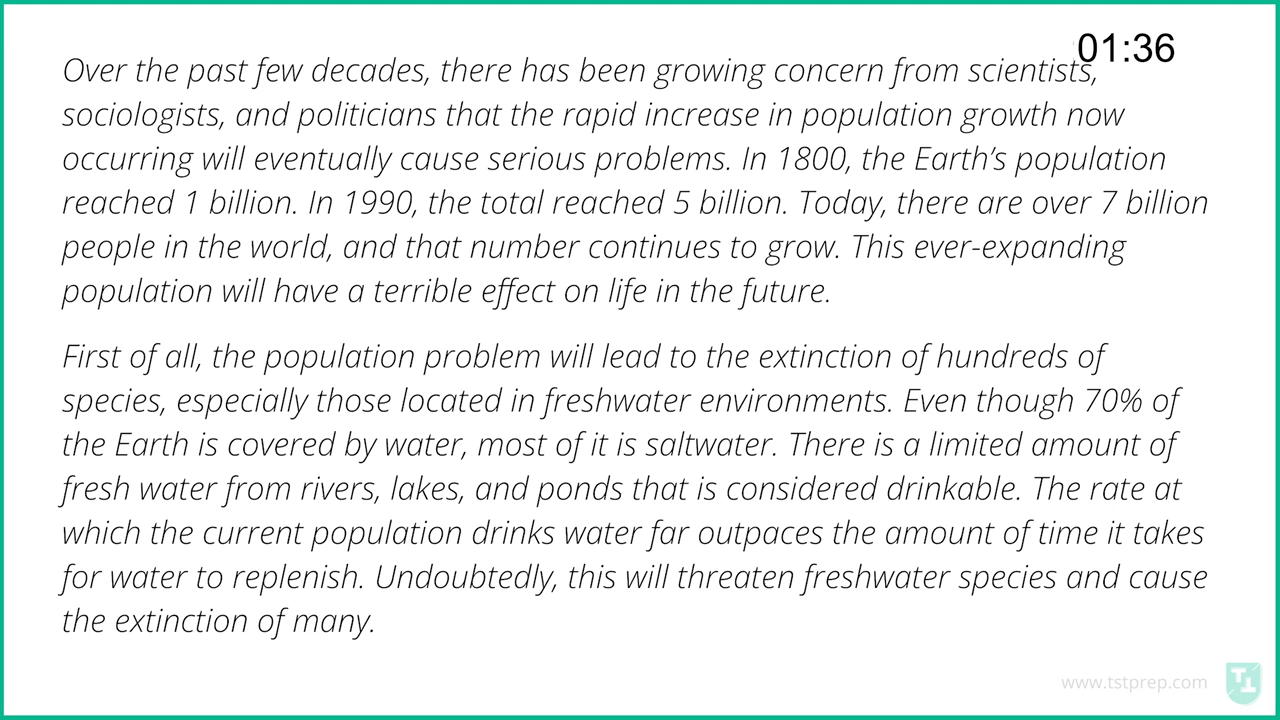 01:36
Over the past few decades, there has been growing concern from scientists,
sociologists, and politicians that the rapid increase in population growth now
occurring will eventually cause serious problems. In 1800, the Earth’s population
reached 1 billion. In 1990, the total reached 5 billion. Today, there are over 7 billion
people in the world, and that number continues to grow. This ever-expanding
population will have a terrible effect on life in the future.
First of all, the population problem will lead to the extinction of hundreds of
species, especially those located in freshwater environments. Even though 70% of
the Earth is covered by water, most of it is saltwater. There is a limited amount of
fresh water from rivers, lakes, and ponds that is considered drinkable. The rate at
which the current population drinks water far outpaces the amount of time it takes
for water to replenish. Undoubtedly, this will threaten freshwater species and cause
the extinction of many.
www.tstprep.com